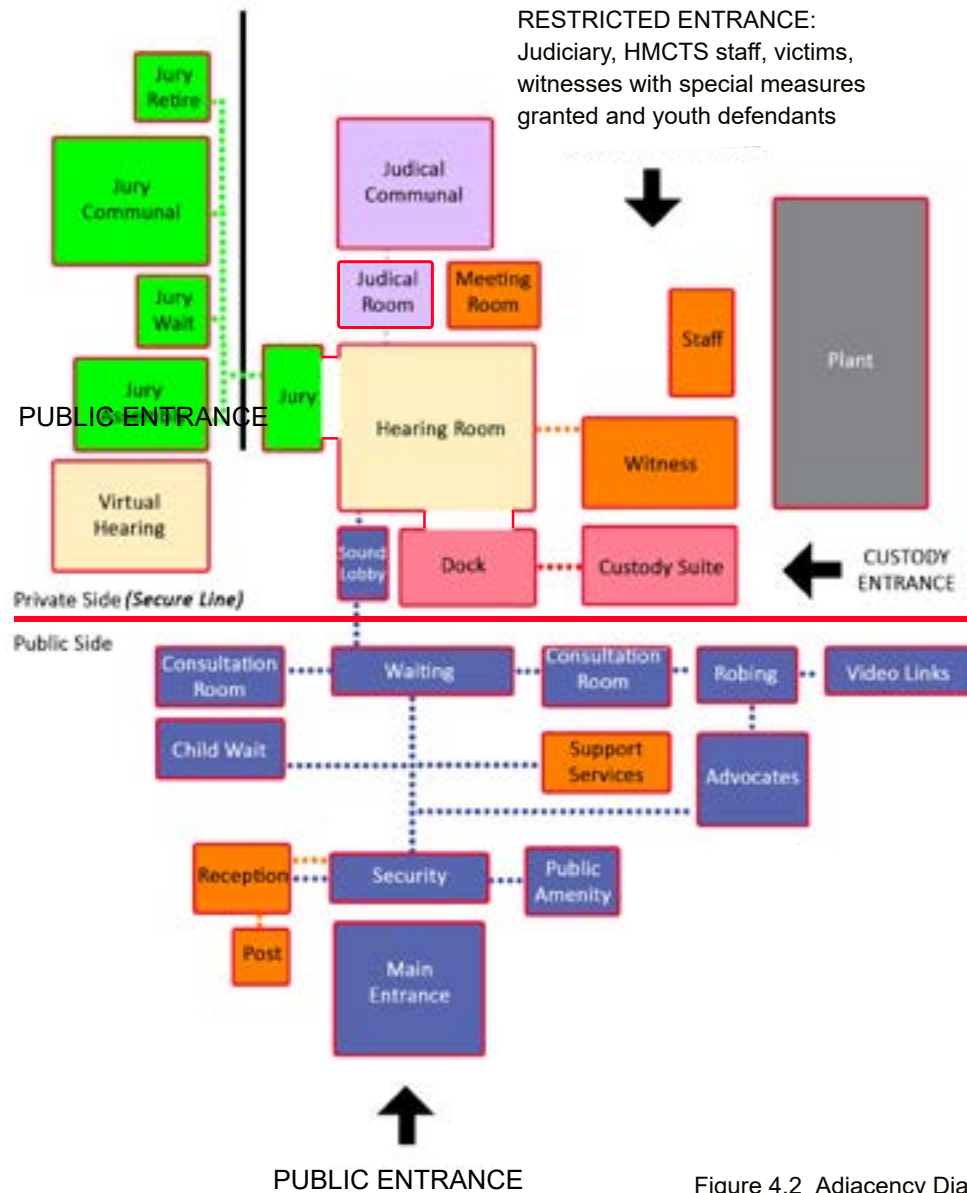 RESTRICTED ENTRANCE:
Judiciary, HMCTS staff, victims,
witnesses with special measures
granted and youth defendants
Jury
Retire
Jury
Communal
Judical
Communal
Jury
Wait
Judical
Room
Meeting
Room
Staff
Plant
Jury
Assembly
PUBLIC ENTRANCE
Jury
Hearing Room
Witness
Virtual
Hearing
Sound
Lobby
Dock
Custody Suite
CUSTODY
ENTRANCE
Private Side (Secure Line)
Public Side
Consultation
Room
Waiting
Consultation
Room
Robing
Video Links
Child Wait
Support
Services
Advocates
Reception
Security
Public
Amenity
Post
Main
Entrance
PUBLIC ENTRANCE
Figure 4.2 Adjacency Dia